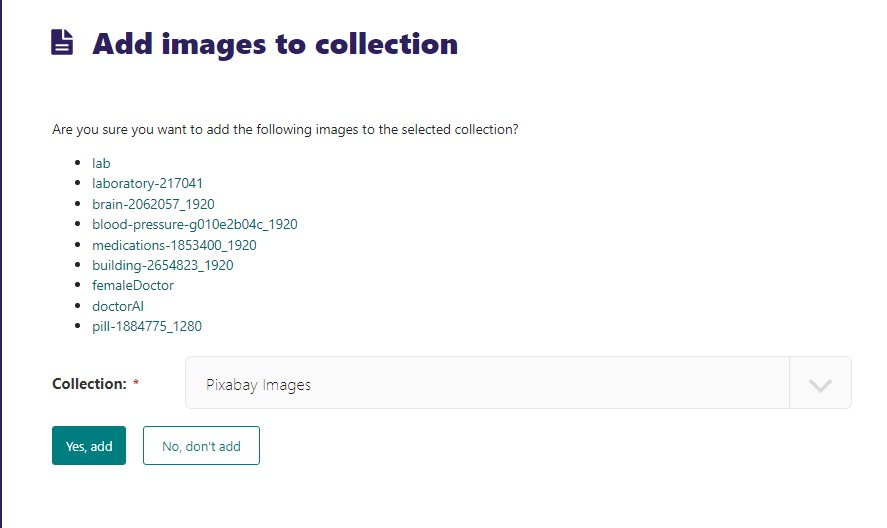 Add images to collection
Are you sure you want to add the following images to the selected collection?
lab
laboratory-217041
brain-2062057_1920
blood-pressure-g010e2b04c_1920
medications-1853400_1920
building-2654823_1920
femaleDoctor
doctorAI
pill-1884775_1280
Collection: * Pixabay Images
Yes, add No, don't add